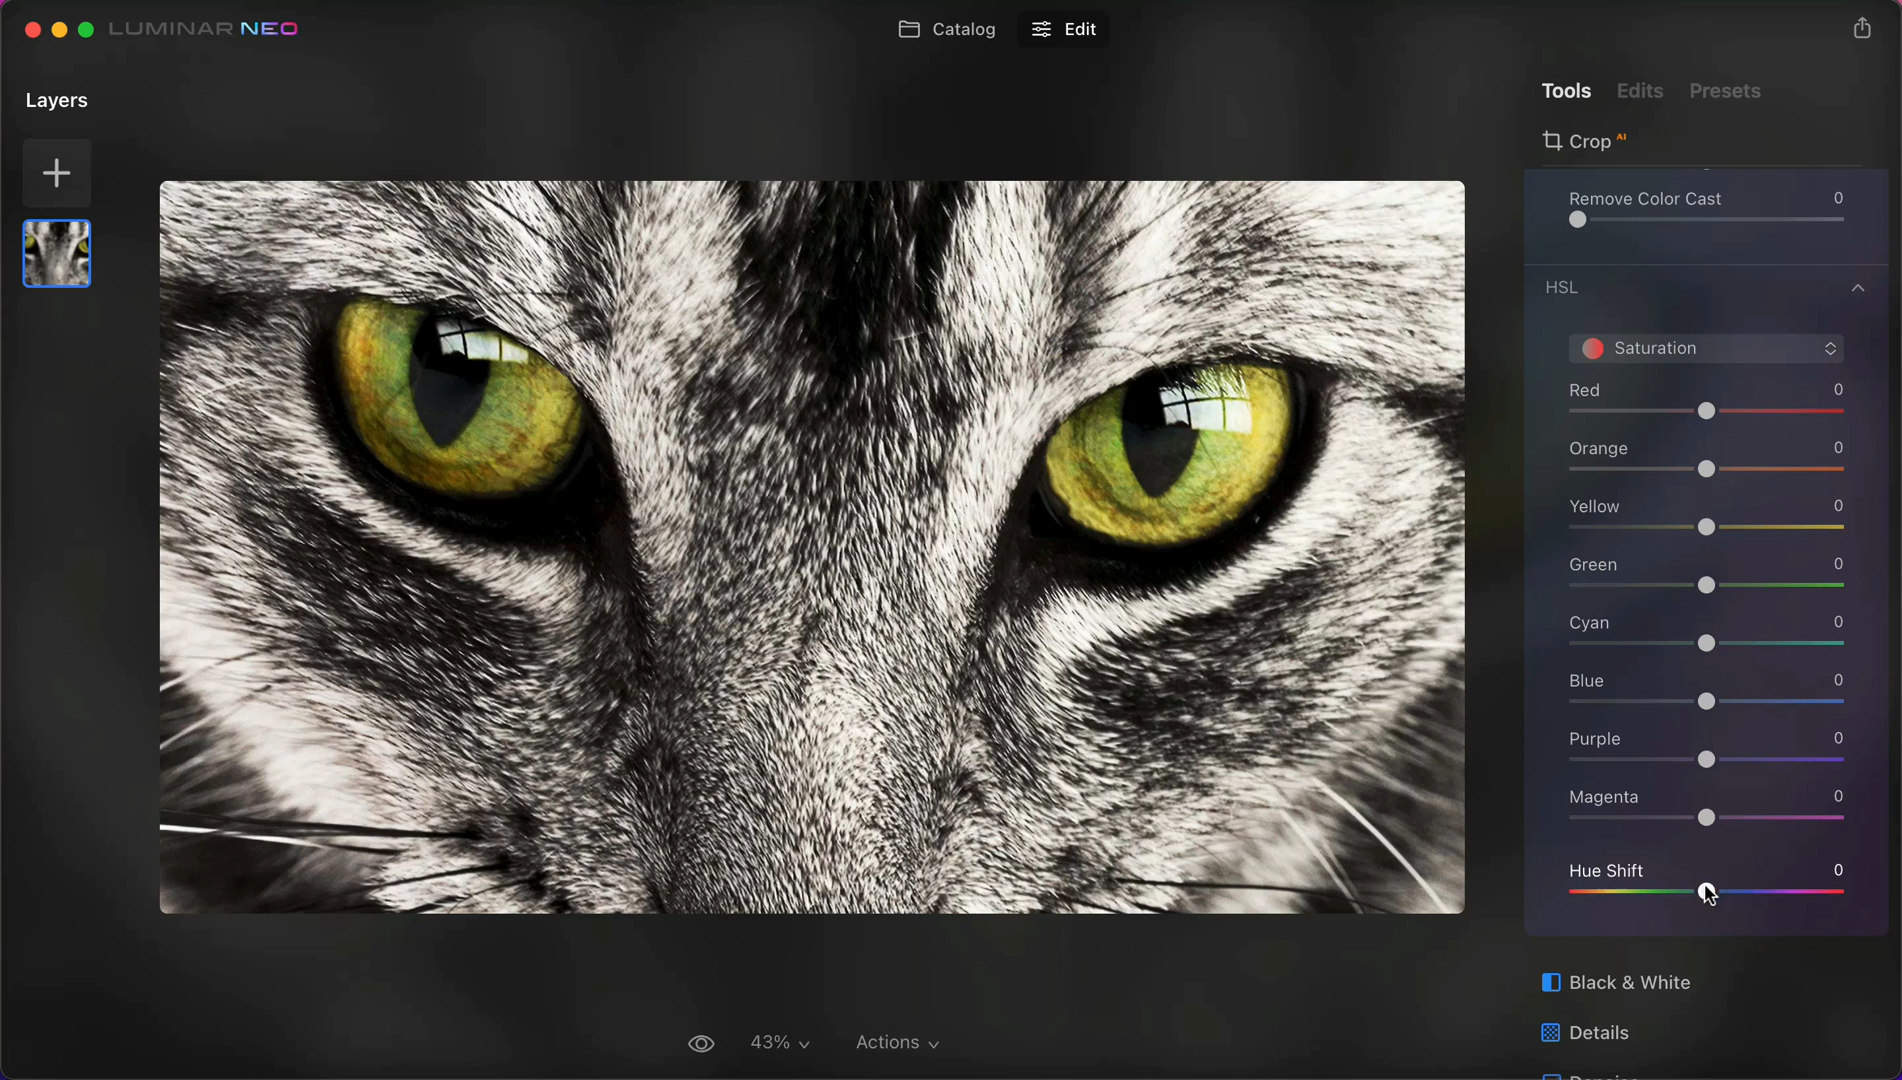 LUMINAR NEO
Catalog
Edit
Layers
Tools Edits Presets
Crop AI
Remove Color Cast 0
HSL
Saturation
Red 0
Orange 0
Yellow 0
Green 0
Cyan 0
Blue 0
Purple 0
Magenta 0
Hue Shift 0
Black & White
Details
43%
Actions